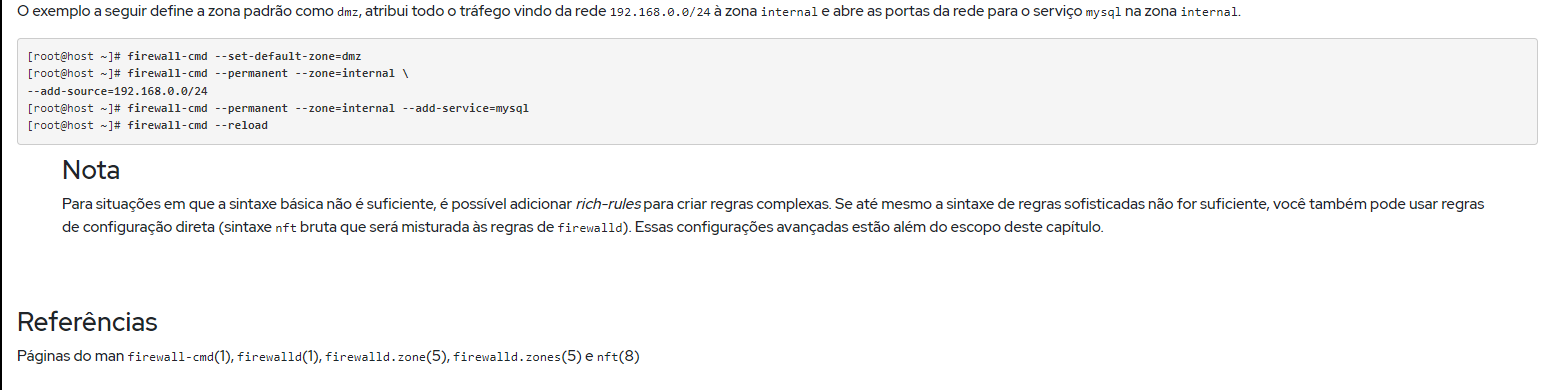 O exemplo a seguir define a zona padrão como dmz, atribui todo o tráfego vindo da rede 192.168.0.0/24 à zona internal e abre as portas da rede para o serviço mysql na zona internal.
[root@host ~]# firewall-cmd --set-default-zone=dmz
[root@host ~]# firewall-cmd --permanent --zone=internal \
--add-source=192.168.0.0/24
[root@host ~]# firewall-cmd --permanent --zone=internal --add-service=mysql
[root@host ~]# firewall-cmd --reload
Nota
Para situações em que a sintaxe básica não é suficiente, é possível adicionar rich-rules para criar regras complexas. Se até mesmo a sintaxe de regras sofisticadas não for suficiente, você também pode usar regras
de configuração direta (sintaxe nft bruta que será misturada às regras de firewalld). Essas configurações avançadas estão além do escopo deste capítulo.
Referências
Páginas do man firewall-cmd(1), firewalld(1), firewalld.zone(5), firewalld.zones(5) e nft(8)